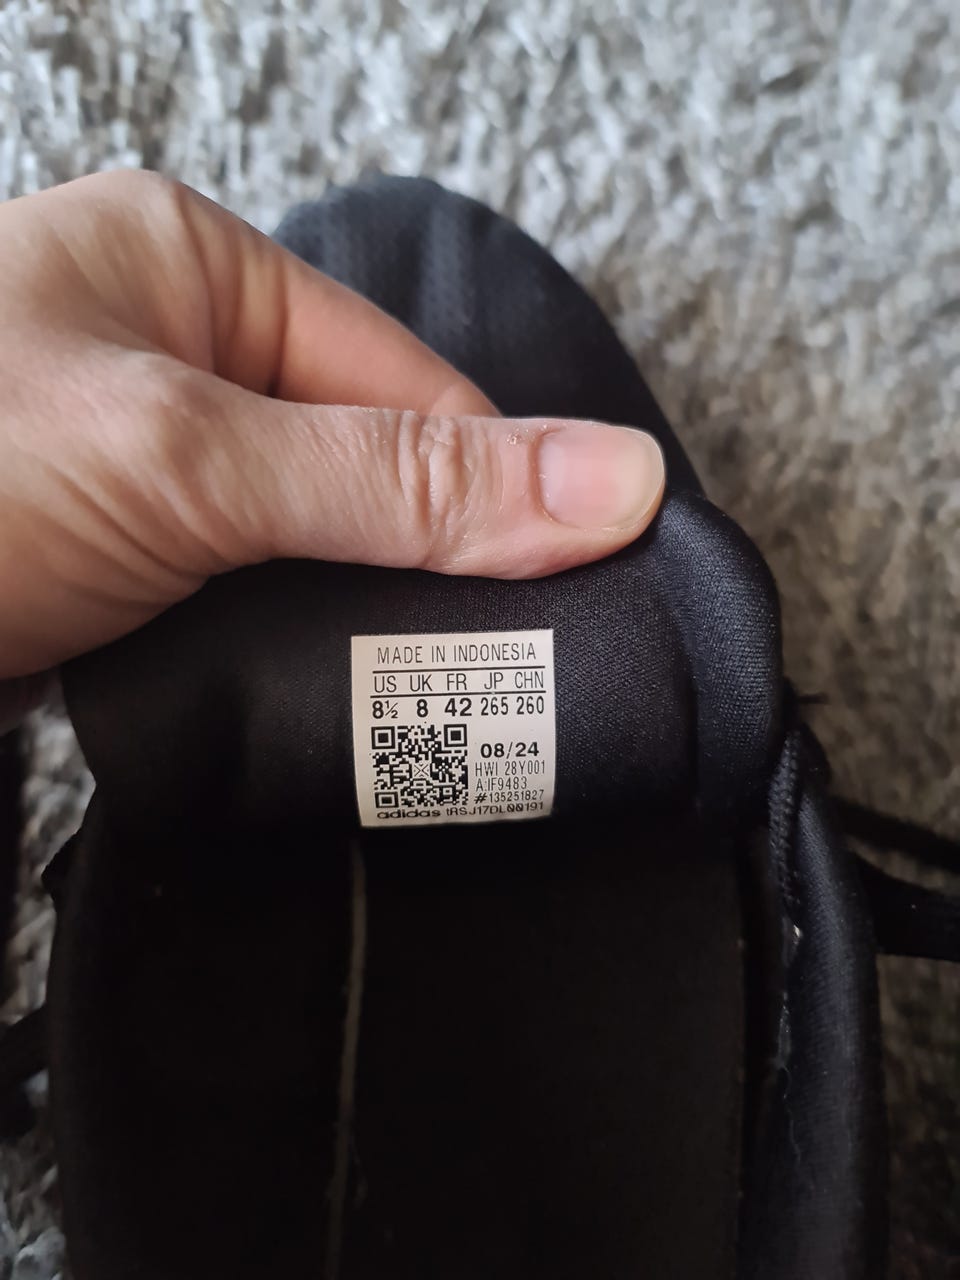 MADE IN INDONESIA
US UK FR JP CHN
8½ 8 42 265 260
08/24
HWI 28Y001
A:IF9483
#135251827
adidas tRSJ17DL00191